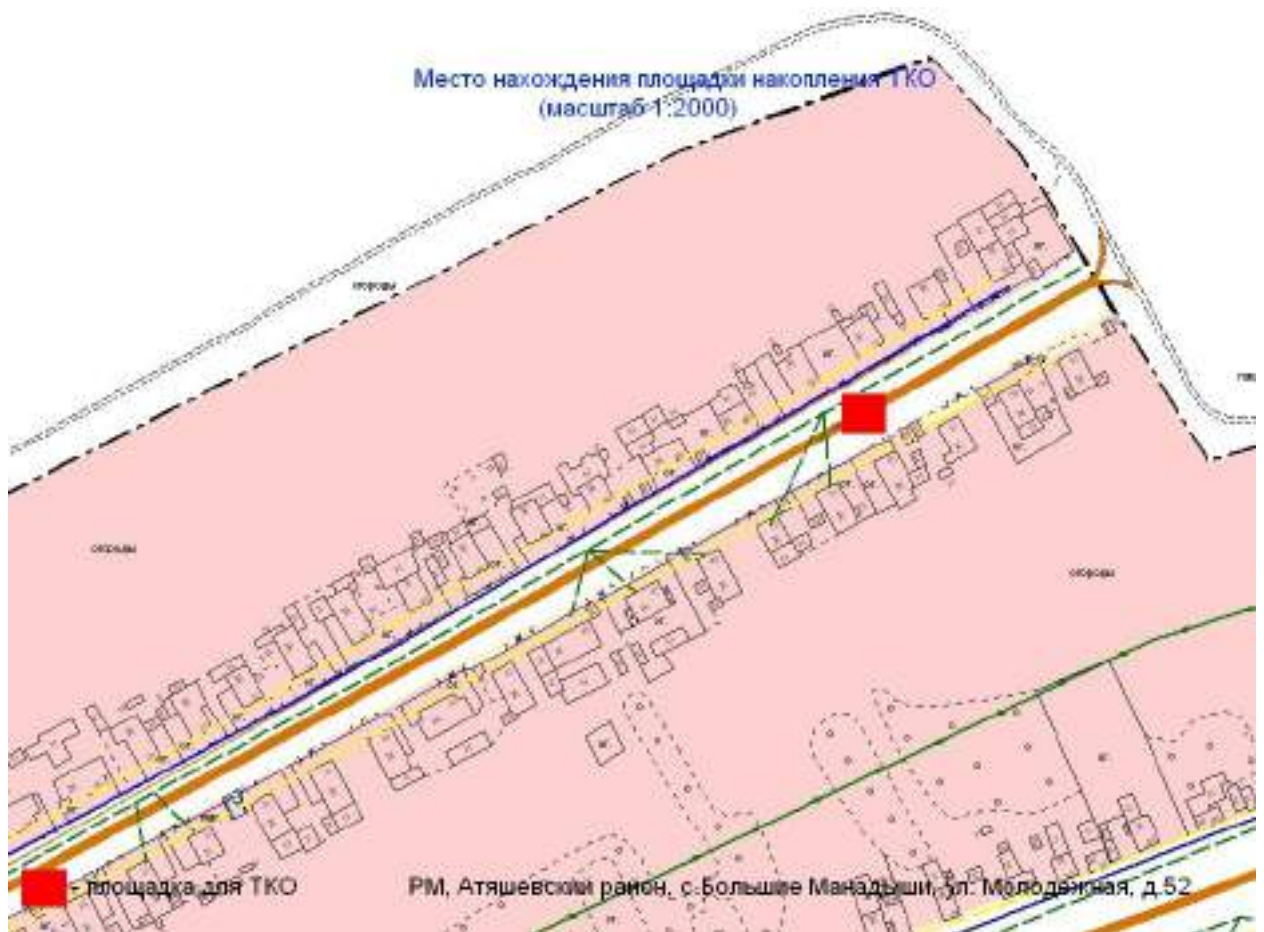 Место нахождения площадки накопления ТКО
(масштаб 1:2000)
огороды
огороды
огороды
- площадка для ТКО
РМ, Атяшевский район, с.Большие Манадыши, ул. Молодежная, д.52